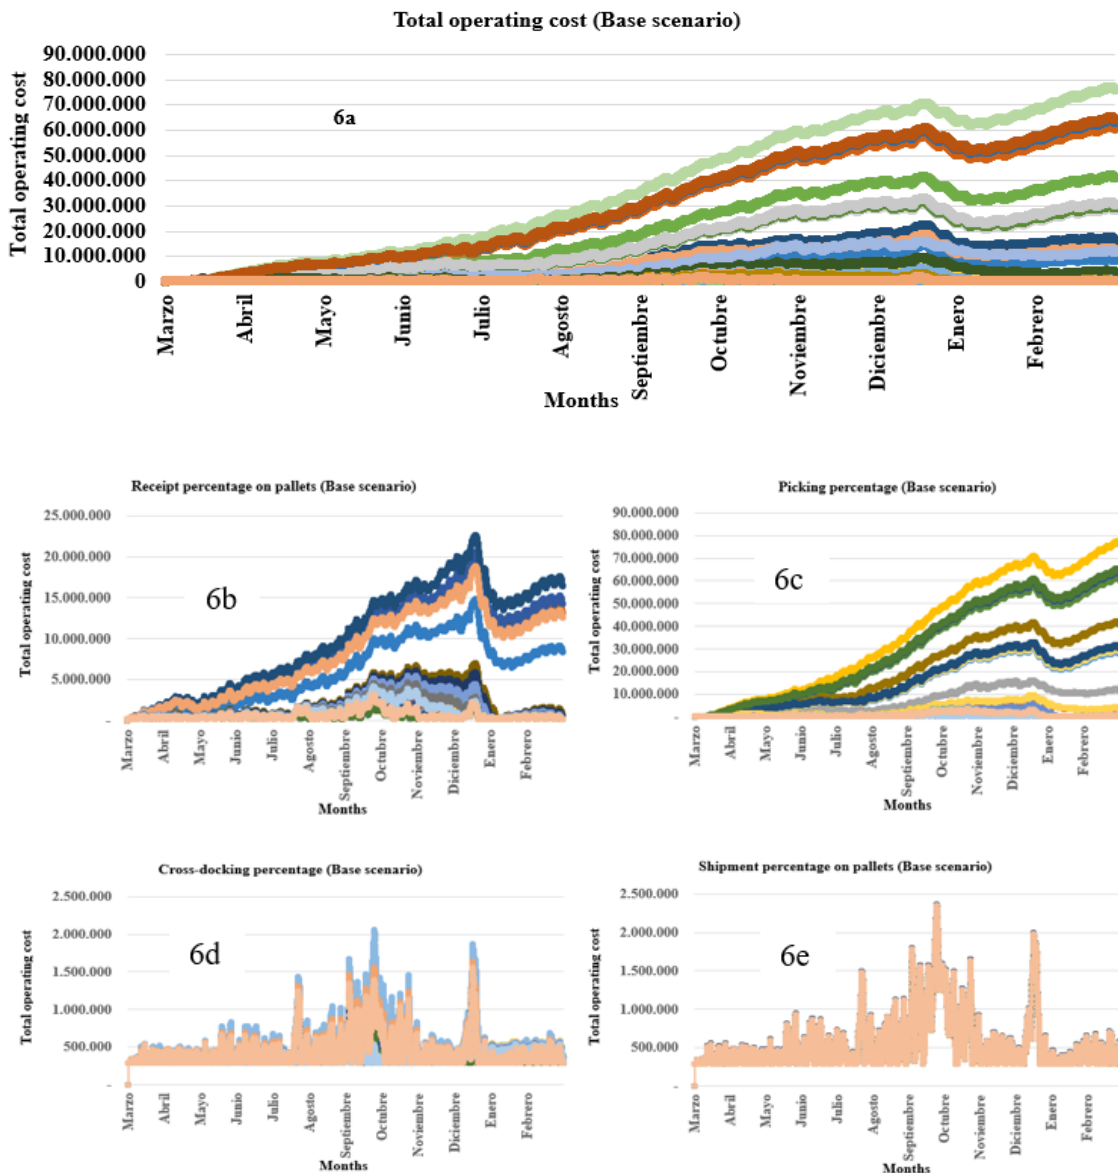 Total operating cost (Base scenario)
90.000.000
80.000.000
70.000.000
60.000.000
50.000.000
40.000.000
30.000.000
20.000.000
10.000.000
0
Total operating cost
6a
Marzo
Abril
Mayo
Junio
Julio
Agosto
Septiembre
Octubre
Noviembre
Diciembre
Enero
Febrero
Months
Receipt percentage on pallets (Base scenario)
25.000.000
20.000.000
15.000.000
10.000.000
5.000.000
-
Total operating cost
6b
Marzo
Abril
Mayo
Junio
Julio
Agosto
Septiembre
Octubre
Noviembre
Diciembre
Enero
Febrero
Months
Picking percentage (Base scenario)
90.000.000
80.000.000
70.000.000
60.000.000
50.000.000
40.000.000
30.000.000
20.000.000
10.000.000
-
Total operating cost
6c
Marzo
Abril
Mayo
Junio
Julio
Agosto
Septiembre
Octubre
Noviembre
Diciembre
Enero
Febrero
Months
Cross-docking percentage (Base scenario)
2.500.000
2.000.000
1.500.000
1.000.000
500.000
-
Total operating cost
6d
Marzo
Abril
Mayo
Junio
Julio
Agosto
Septiembre
Octubre
Noviembre
Diciembre
Enero
Febrero
Months
Shipment percentage on pallets (Base scenario)
2.500.000
2.000.000
1.500.000
1.000.000
500.000
-
Total operating cost
6e
Marzo
Abril
Mayo
Junio
Julio
Agosto
Septiembre
Octubre
Noviembre
Diciembre
Enero
Febrero
Months